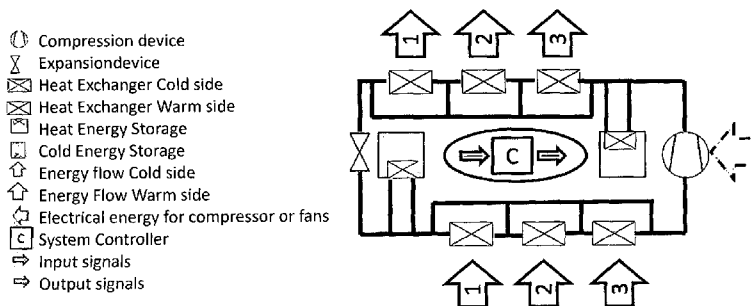 Compression device
Expansiondevice
Heat Exchanger Cold side
Heat Exchanger Warm side
Heat Energy Storage
Cold Energy Storage
Energy flow Cold side
Energy Flow Warm side
Electrical energy for compressor or fans
C System Controller
Input signals
Output signals
1 2 3
C
1 2 3